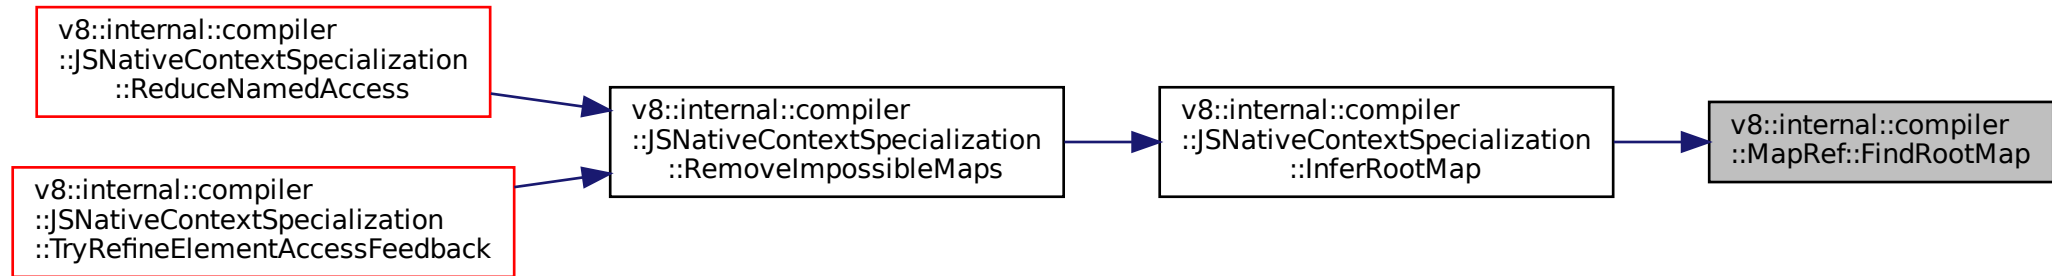 v8::internal::compiler
::JSNativeContextSpecialization
::ReduceNamedAccess
v8::internal::compiler
::JSNativeContextSpecialization
::TryRefineElementAccessFeedback
v8::internal::compiler
::JSNativeContextSpecialization
::RemoveImpossibleMaps
v8::internal::compiler
::JSNativeContextSpecialization
::InferRootMap
v8::internal::compiler
::MapRef::FindRootMap